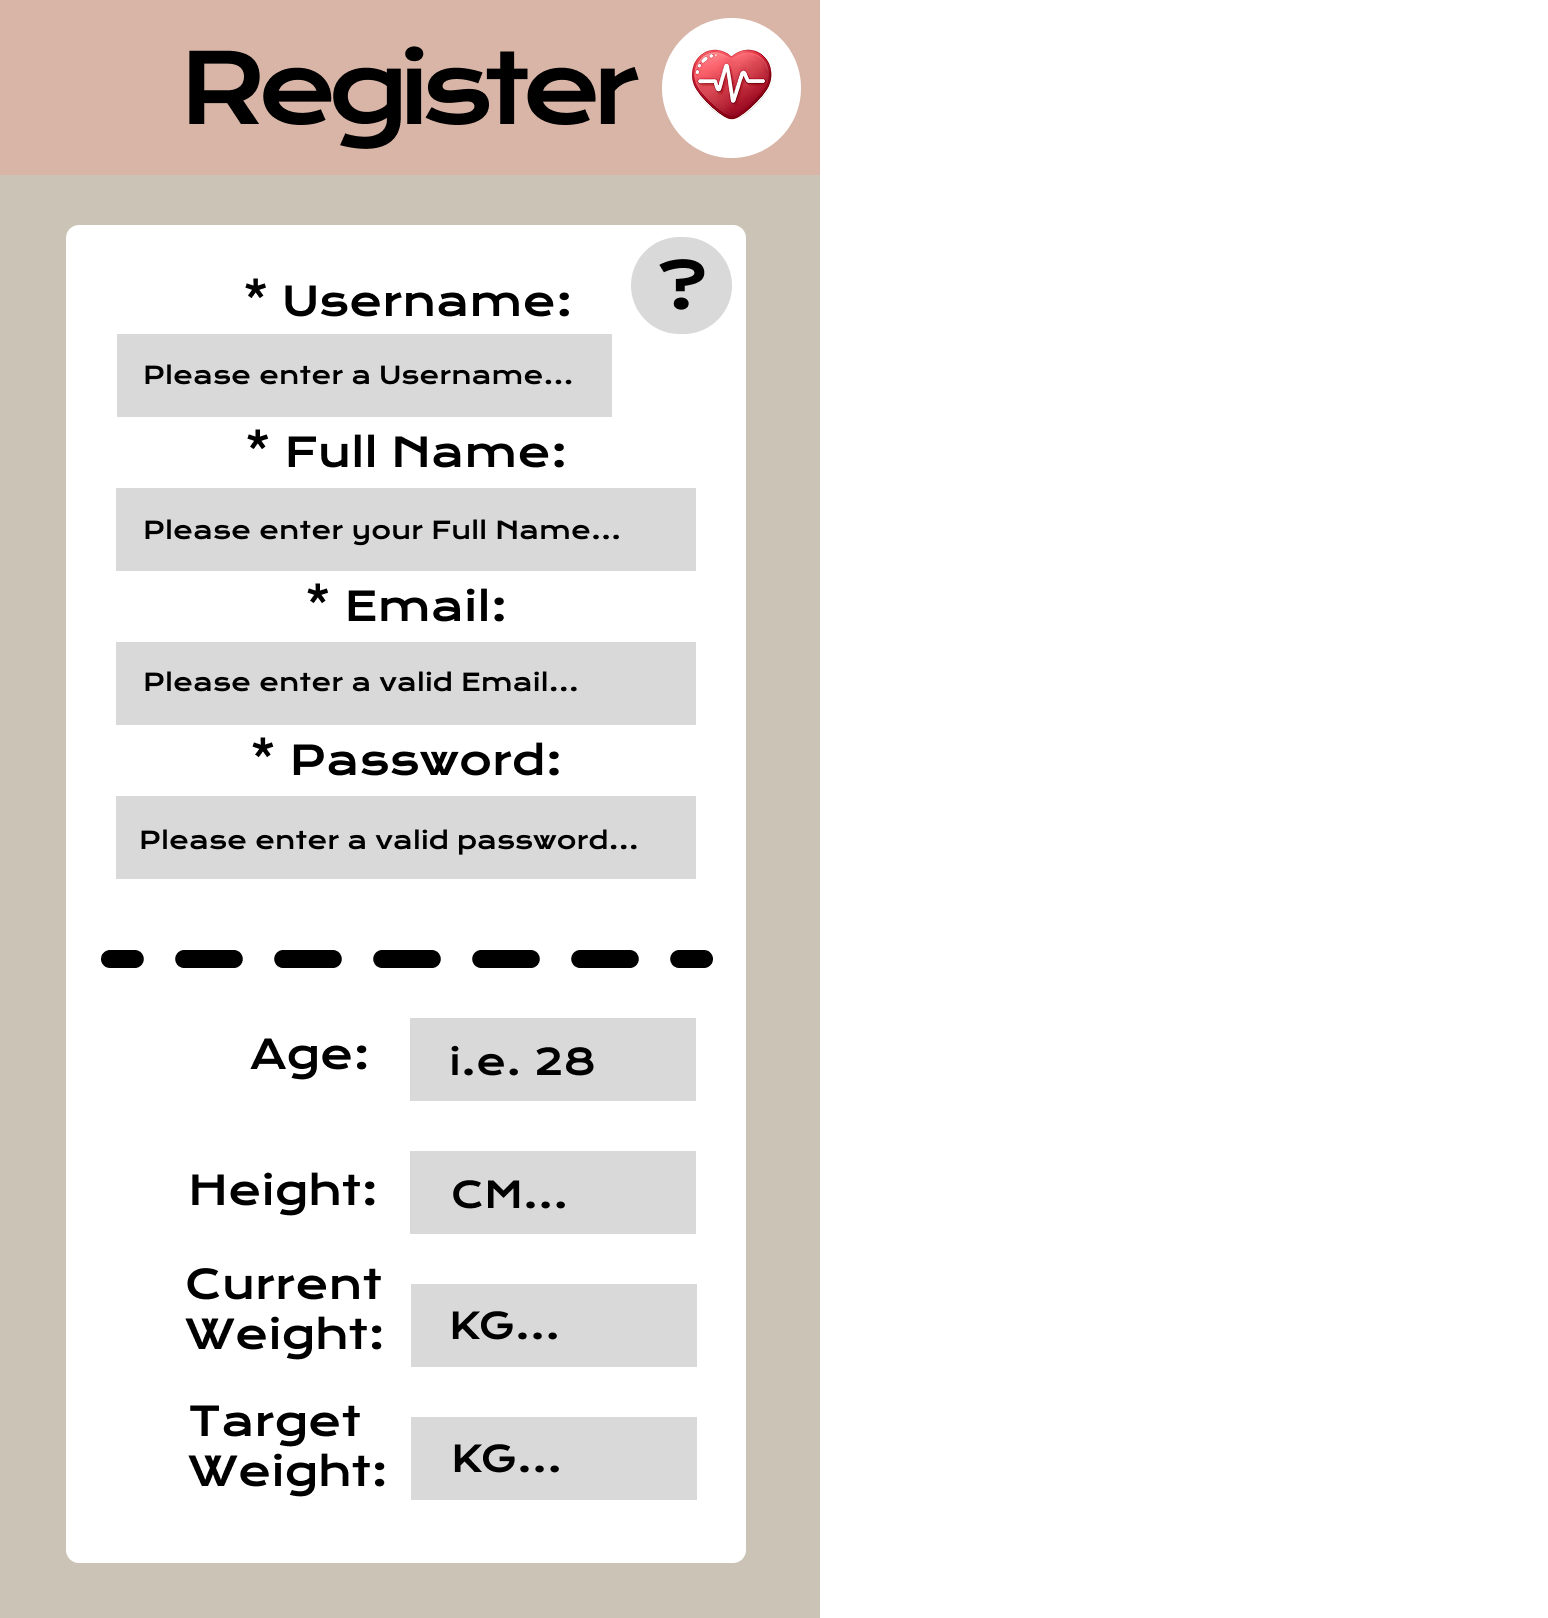 Register
?
* Username:
Please enter a Username...
* Full Name:
Please enter your Full Name...
* Email:
Please enter a valid Email...
* Password:
Please enter a valid password...
Age:
i.e. 28
Height:
CM...
Current
Weight:
KG...
Target
Weight:
KG...